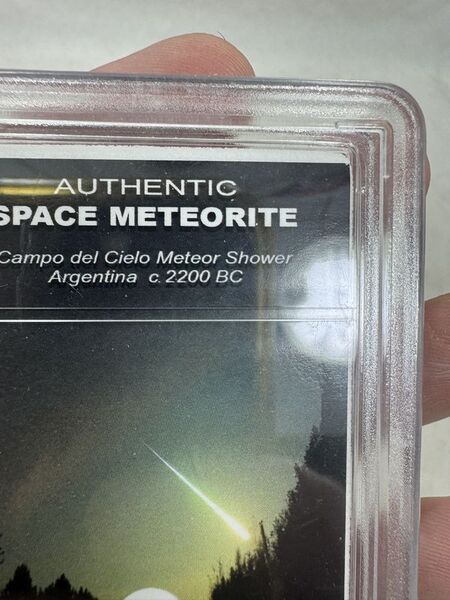 AUTHENTIC
SPACE METEORITE
Campo del Cielo Meteor Shower
Argentina c. 2200 BC